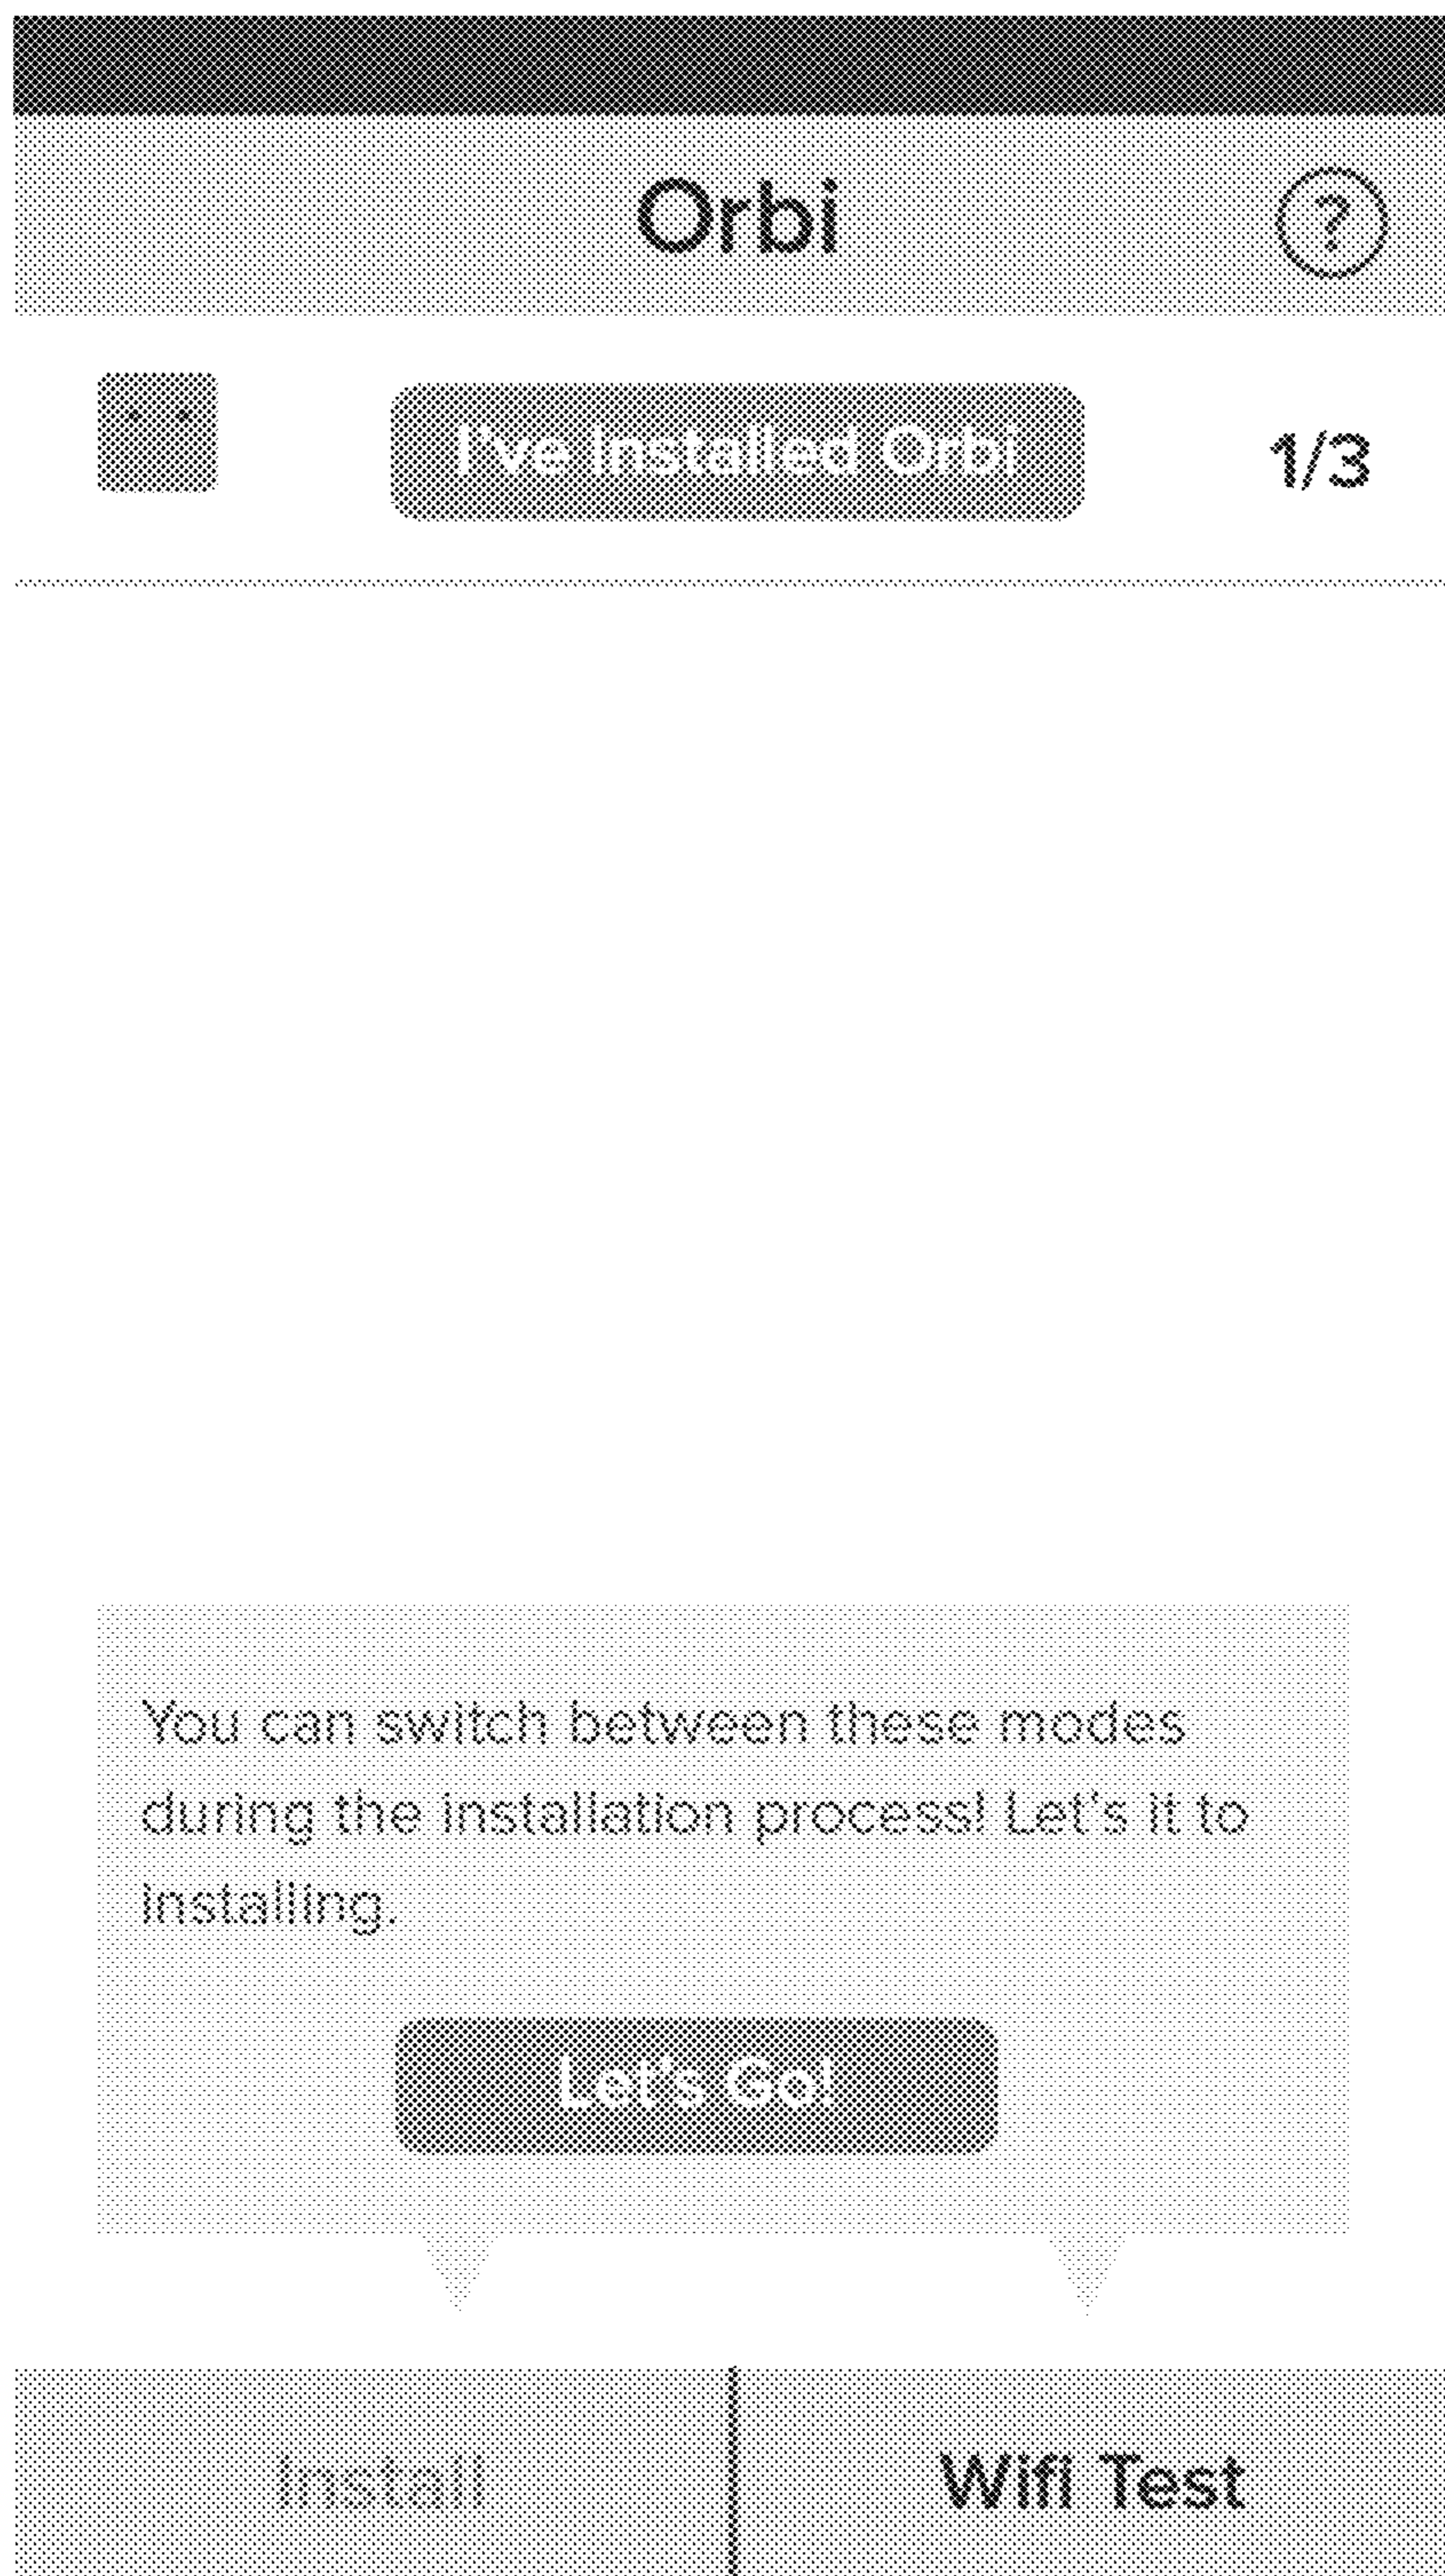 Orbi
?
I've Installed Orbi
1/3
You can switch between these modes
during the installation process! Let's it to
installing.
Let's Go!
Install
Wifi Test